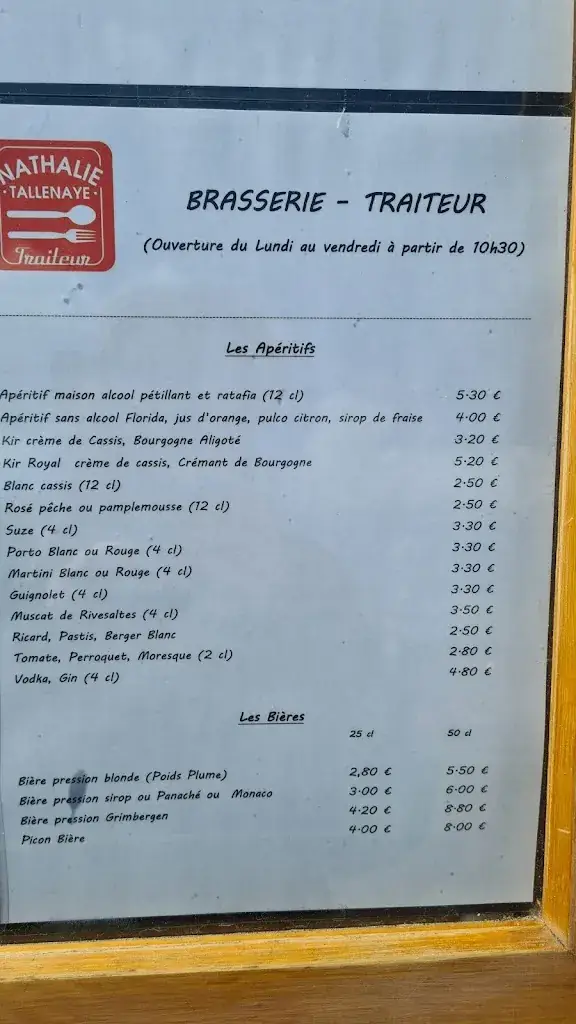 NATHALIE
• TALLENAYE •
Traiteur
BRASSERIE - TRAITEUR
(Ouverture du Lundi au vendredi à partir de 10h30)
Les Apéritifs
Apéritif maison alcool pétillant et ratafia (12 cl) 5.30 €
Apéritif sans alcool Florida, jus d'orange, pulco citron, sirop de fraise 4.00 €
Kir crème de Cassis, Bourgogne Aligoté 3.20 €
Kir Royal crème de cassis, Crémant de Bourgogne 5.20 €
Blanc cassis (12 cl) 2.50 €
Rosé pêche ou pamplemousse (12 cl) 2.50 €
Suze (4 cl) 3.30 €
Porto Blanc ou Rouge (4 cl) 3.30 €
Martini Blanc ou Rouge (4 cl) 3.30 €
Guignolet (4 cl) 3.30 €
Muscat de Rivesaltes (4 cl) 3.50 €
Ricard, Pastis, Berger Blanc 2.50 €
Tomate, Perroquet, Moresque (2 cl) 2.80 €
Vodka, Gin (4 cl) 4.80 €
Les Bières
25 cl 50 cl
Bière pression blonde (Poids Plume) 2,80 € 5.50 €
Bière pression sirop ou Panaché ou Monaco 3.00 € 6.00 €
Bière pression Grimbergen 4.20 € 8.80 €
Picon Bière 4.00 € 8.00 €